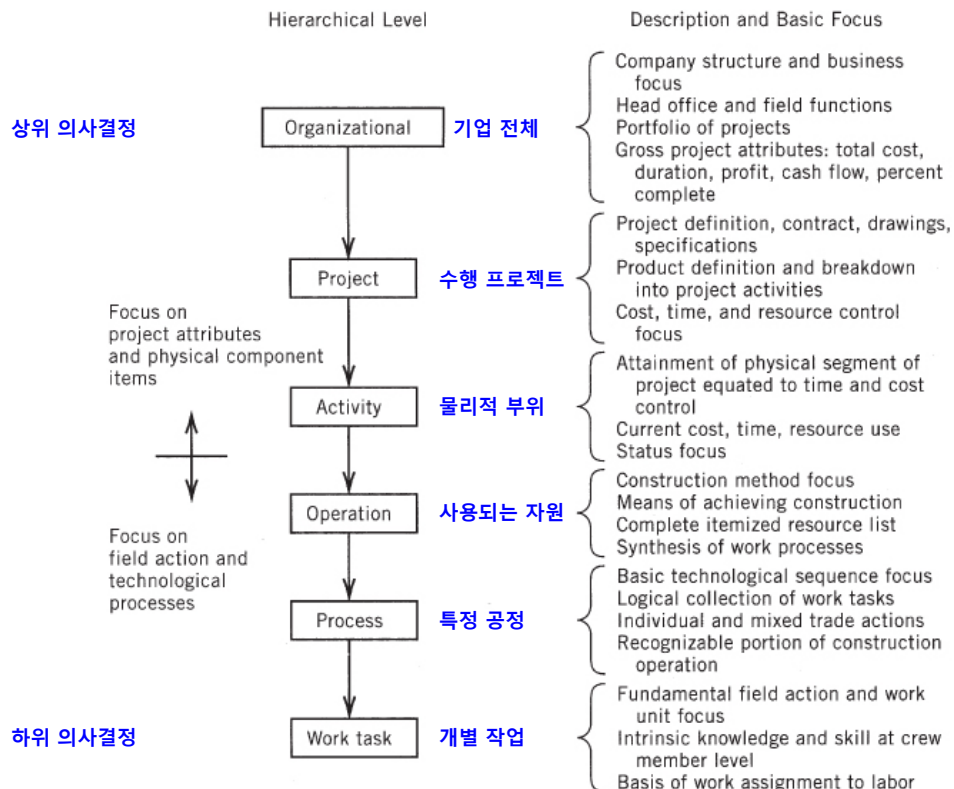 Hierarchical Level
Description and Basic Focus
상위 의사결정
Organizational
기업 전체
Company structure and business
focus
Head office and field functions
Portfolio of projects
Gross project attributes: total cost,
duration, profit, cash flow, percent
complete
Project
수행 프로젝트
Project definition, contract, drawings,
specifications
Product definition and breakdown
into project activities
Cost, time, and resource control
focus
Focus on
project attributes
and physical component
items
Activity
물리적 부위
Attainment of physical segment of
project equated to time and cost
control
Current cost, time, resource use
Status focus
Operation
사용되는 자원
Construction method focus
Means of achieving construction
Complete itemized resource list
Synthesis of work processes
Focus on
field action and
technological
processes
Process
특정 공정
Basic technological sequence focus
Logical collection of work tasks
Individual and mixed trade actions
Recognizable portion of construction
operation
하위 의사결정
Work task
개별 작업
Fundamental field action and work
unit focus
Intrinsic knowledge and skill at crew
member level
Basis of work assignment to labor